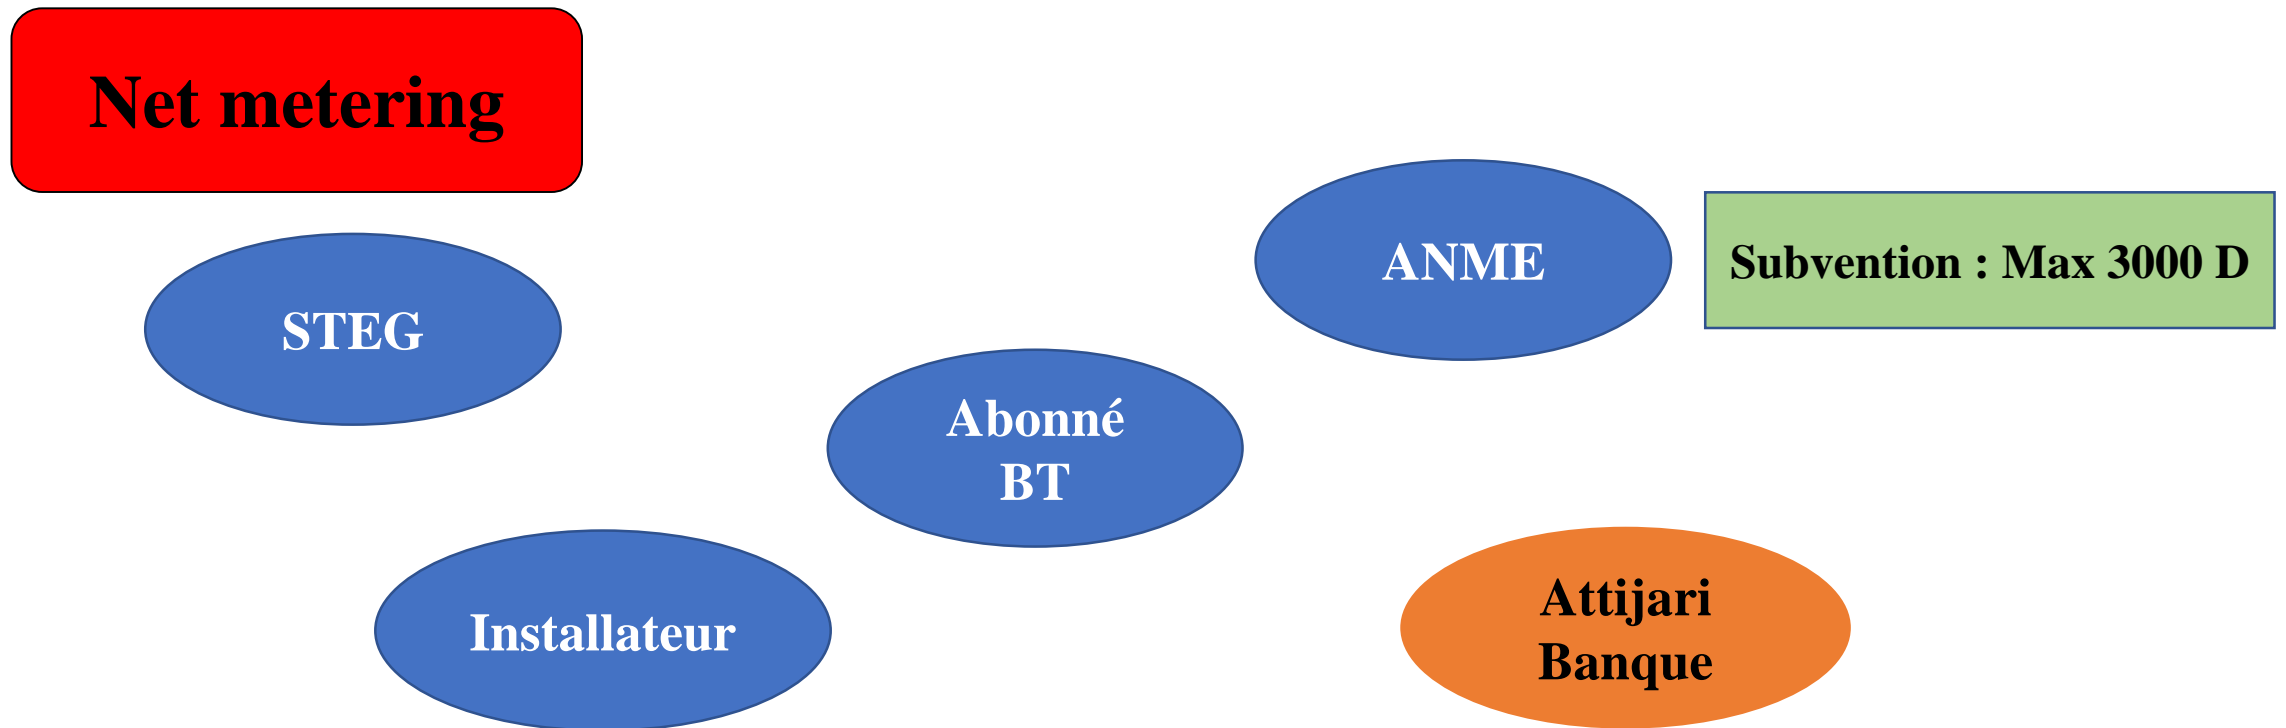 Net metering
ANME
Subvention : Max 3000 D
STEG
Abonné
BT
Installateur
Attijari
Banque